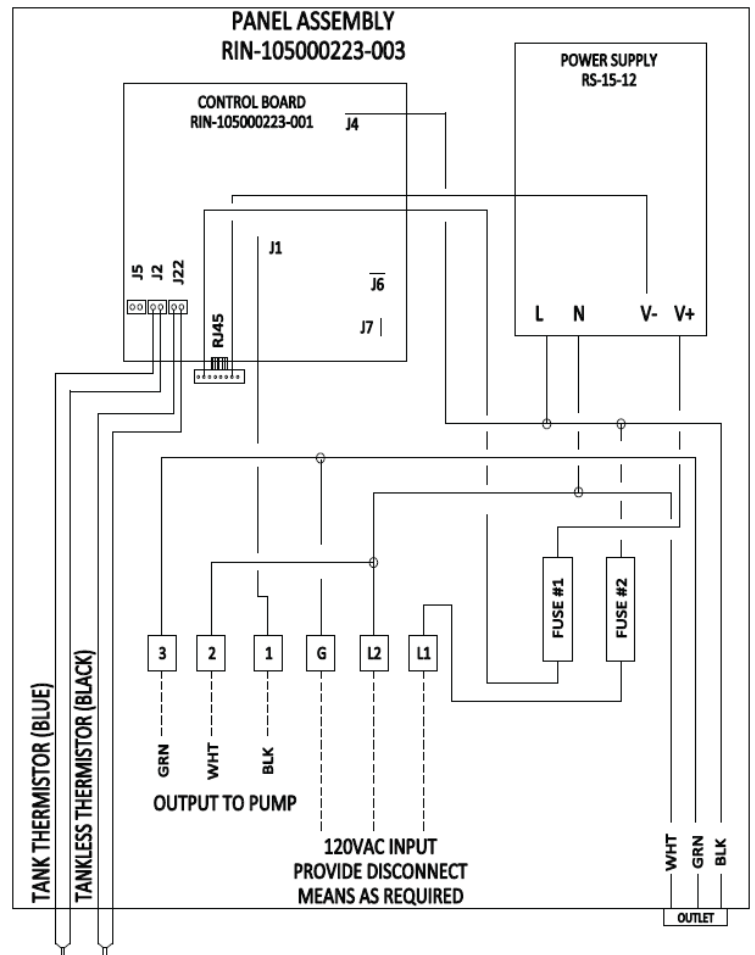 PANEL ASSEMBLY
RIN-105000223-003
POWER SUPPLY
RS-15-12
CONTROL BOARD
RIN-105000223-001
J4
J1
J5
J2
J22
J6
J7
RJ45
L
N
V-
V+
FUSE #1
FUSE #2
3
2
1
G
L2
L1
GRN
WHT
BLK
OUTPUT TO PUMP
TANK THERMISTOR (BLUE)
TANKLESS THERMISTOR (BLACK)
120VAC INPUT
PROVIDE DISCONNECT
MEANS AS REQUIRED
WHT
GRN
BLK
OUTLET